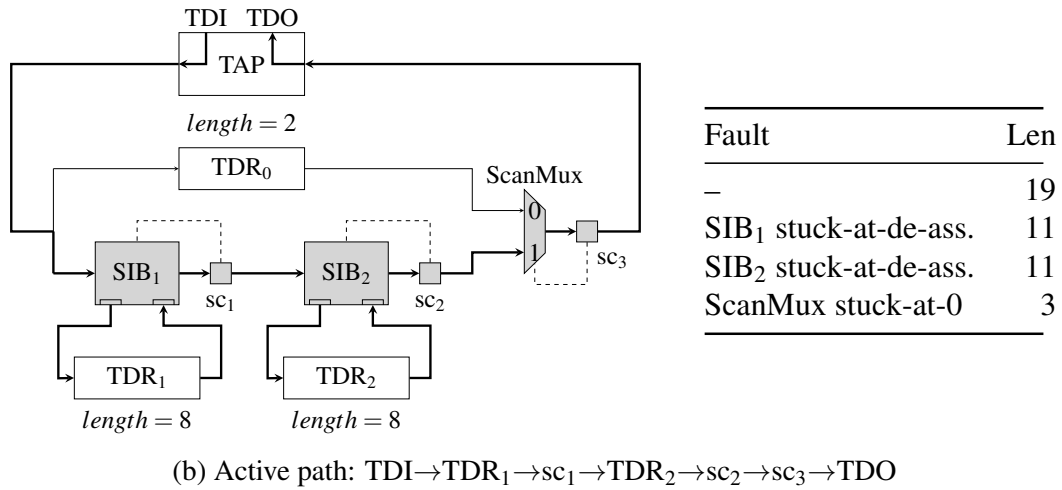 TDI TDO
TAP
length = 2
TDR₀
ScanMux
0
1
sc₃
SIB₁
sc₁
SIB₂
sc₂
TDR₁
length = 8
TDR₂
length = 8
Fault Len
– 19
SIB₁ stuck-at-de-ass. 11
SIB₂ stuck-at-de-ass. 11
ScanMux stuck-at-0 3
(b) Active path: TDI→TDR₁→sc₁→TDR₂→sc₂→sc₃→TDO